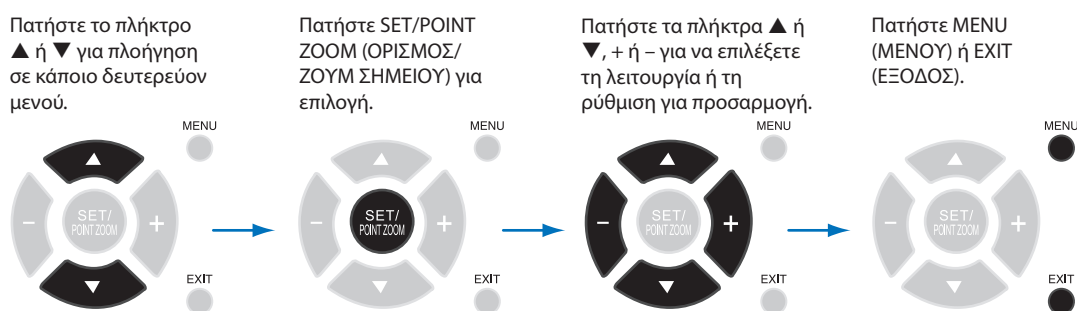 Πατήστε το πλήκτρο
▲ ή ▼ για πλοήγηση
σε κάποιο δευτερεύον
μενού.
MENU
–
SET/
POINT ZOOM
+
EXIT
Πατήστε SET/POINT
ZOOM (ΟΡΙΣΜΟΣ/
ΖΟΥΜ ΣΗΜΕΙΟΥ) για
επιλογή.
MENU
–
SET/
POINT ZOOM
+
EXIT
Πατήστε τα πλήκτρα ▲ ή
▼, + ή – για να επιλέξετε
τη λειτουργία ή τη
ρύθμιση για προσαρμογή.
MENU
–
SET/
POINT ZOOM
+
EXIT
Πατήστε MENU
(ΜΕΝΟΥ) ή EXIT
(ΕΞΟΔΟΣ).
MENU
–
SET/
POINT ZOOM
+
EXIT